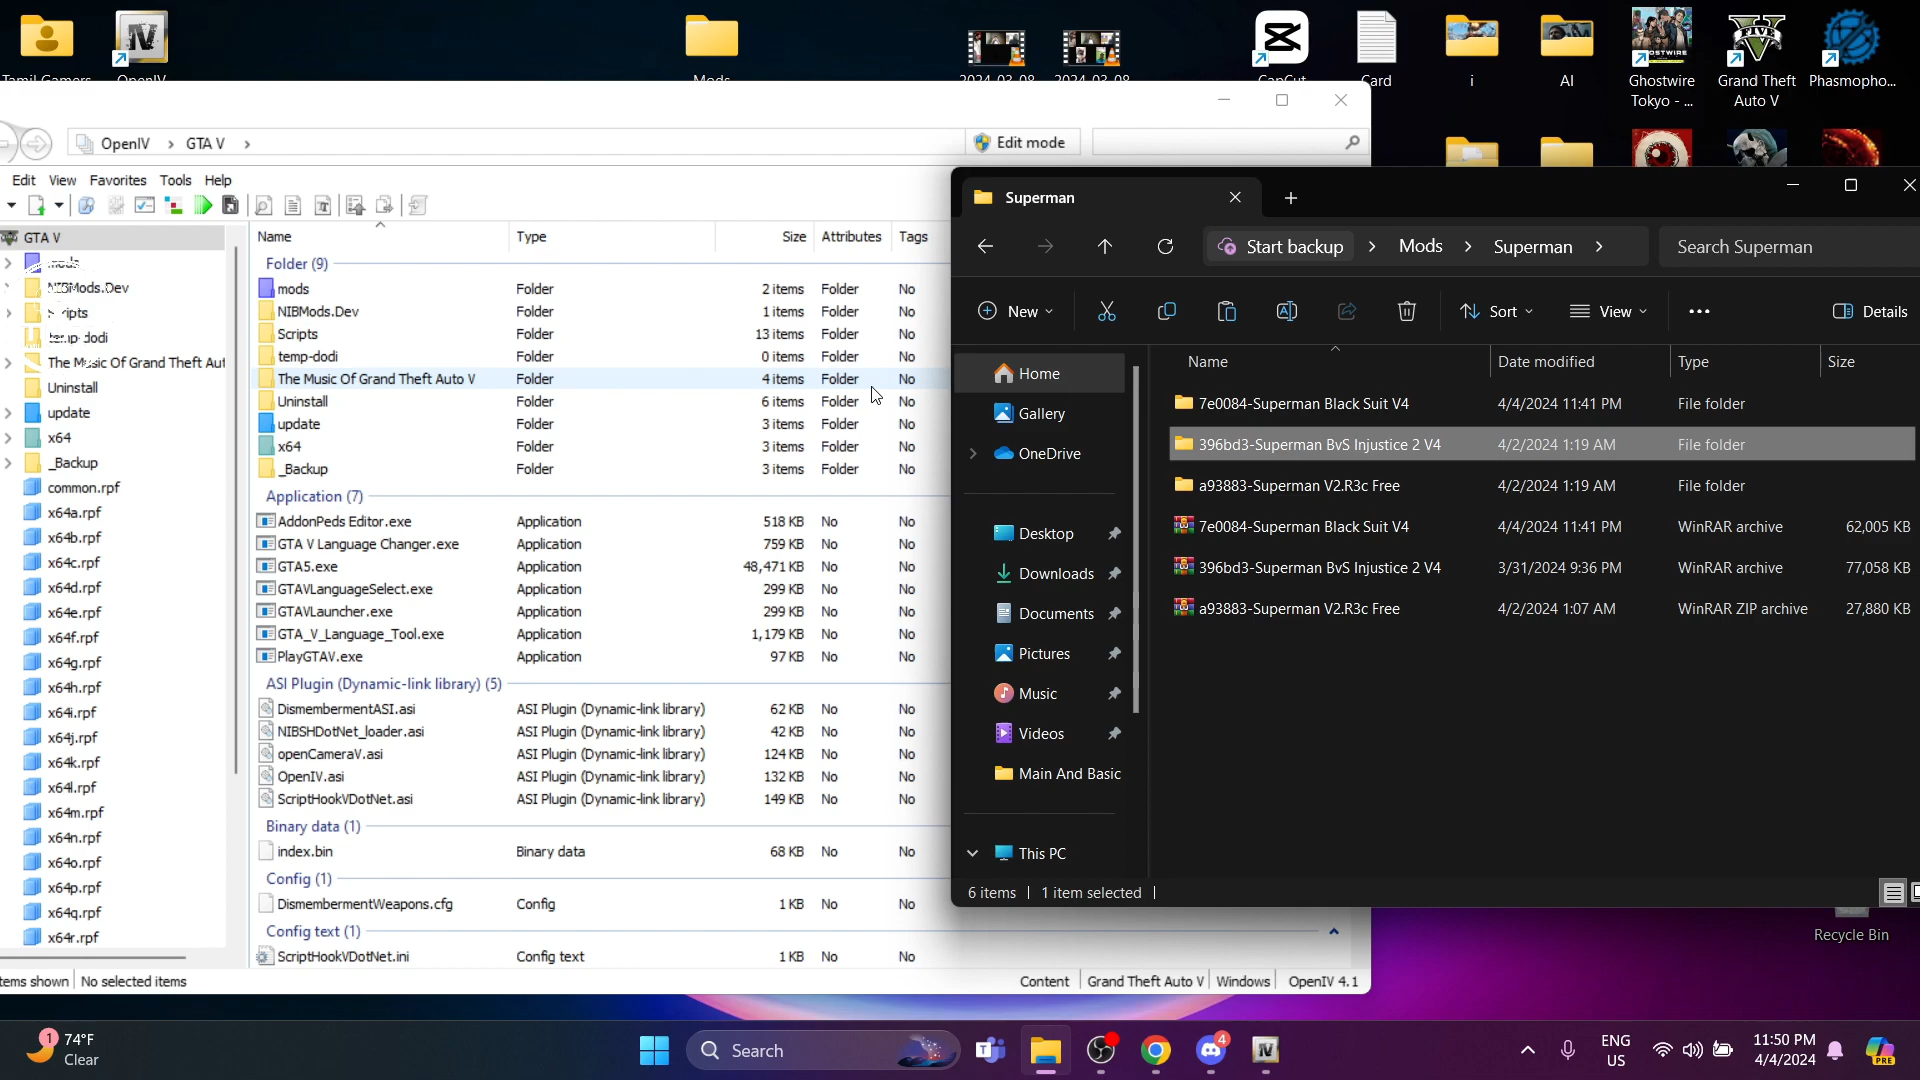 Tamil Gamers
OpenIV
Mods
2024-03-08
2024-03-08
CapCut
Card
i
AI
Ghostwire
Tokyo - ...
Grand Theft
Auto V
Phasmopho...
OpenIV
GTA V
Edit mode
Edit View Favorites Tools Help
GTA V
mods
NIBMods.Dev
Scripts
temp-dodi
The Music Of Grand Theft Aut
Uninstall
update
x64
_Backup
common.rpf
x64a.rpf
x64b.rpf
x64c.rpf
x64d.rpf
x64e.rpf
x64f.rpf
x64g.rpf
x64h.rpf
x64i.rpf
x64j.rpf
x64k.rpf
x64l.rpf
x64m.rpf
x64n.rpf
x64o.rpf
x64p.rpf
x64q.rpf
x64r.rpf
Name Type Size Attributes Tags
Folder (9)
mods Folder 2 items Folder No
NIBMods.Dev Folder 1 items Folder No
Scripts Folder 13 items Folder No
temp-dodi Folder 0 items Folder No
The Music Of Grand Theft Auto V Folder 4 items Folder No
Uninstall Folder 6 items Folder No
update Folder 3 items Folder No
x64 Folder 3 items Folder No
_Backup Folder 3 items Folder No
Application (7)
AddonPeds Editor.exe Application 518 KB No No
GTA V Language Changer.exe Application 759 KB No No
GTA5.exe Application 48,471 KB No No
GTAVLanguageSelect.exe Application 299 KB No No
GTAVLauncher.exe Application 299 KB No No
GTA_V_Language_Tool.exe Application 1,179 KB No No
PlayGTAV.exe Application 97 KB No No
ASI Plugin (Dynamic-link library) (5)
DismembermentASI.asi ASI Plugin (Dynamic-link library) 62 KB No No
NIBSHDotNet_loader.asi ASI Plugin (Dynamic-link library) 42 KB No No
openCameraV.asi ASI Plugin (Dynamic-link library) 124 KB No No
OpenIV.asi ASI Plugin (Dynamic-link library) 132 KB No No
ScriptHookVDotNet.asi ASI Plugin (Dynamic-link library) 149 KB No No
Binary data (1)
index.bin Binary data 68 KB No No
Config (1)
DismembermentWeapons.cfg Config 1 KB No No
Config text (1)
ScriptHookVDotNet.ini Config text 1 KB No No
tems shown No selected items
Content Grand Theft Auto V Windows OpenIV 4.1
Superman
Start backup Mods Superman
Search Superman
New Sort View Details
Home
Gallery
OneDrive
Desktop
Downloads
Documents
Pictures
Music
Videos
Main And Basic
This PC
Name Date modified Type Size
7e0084-Superman Black Suit V4 4/4/2024 11:41 PM File folder
396bd3-Superman BvS Injustice 2 V4 4/2/2024 1:19 AM File folder
a93883-Superman V2.R3c Free 4/2/2024 1:19 AM File folder
7e0084-Superman Black Suit V4 4/4/2024 11:41 PM WinRAR archive 62,005 KB
396bd3-Superman BvS Injustice 2 V4 3/31/2024 9:36 PM WinRAR archive 77,058 KB
a93883-Superman V2.R3c Free 4/2/2024 1:07 AM WinRAR ZIP archive 27,880 KB
6 items 1 item selected
Recycle Bin
1
74°F
Clear
Search
4
ENG
US
11:50 PM
4/4/2024
PRE